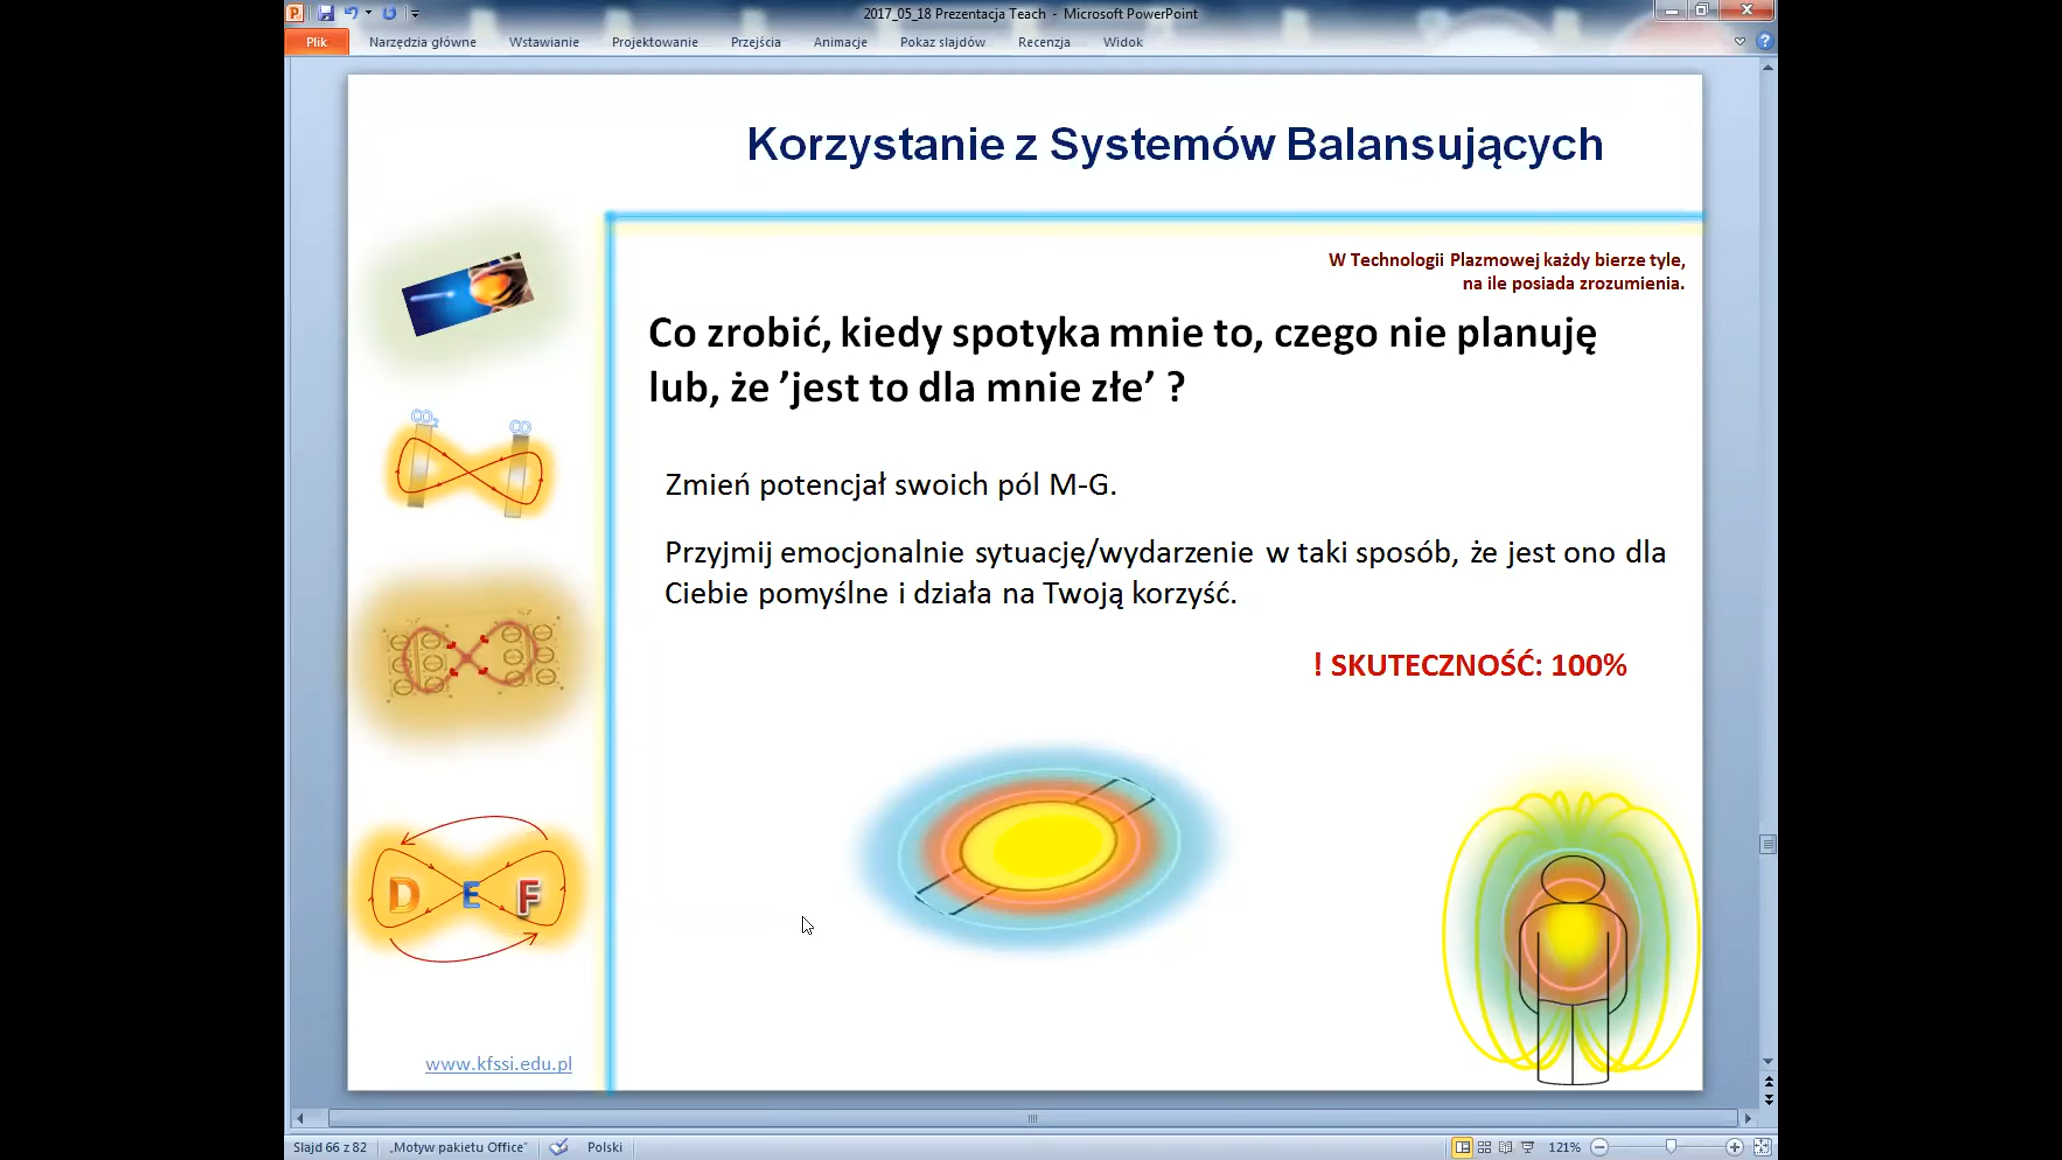 2017_05_18 Prezentacja Teach - Microsoft PowerPoint
Plik Narzędzia główne Wstawianie Projektowanie Przejścia Animacje Pokaz slajdów Recenzja Widok
Korzystanie z Systemów Balansujących
W Technologii Plazmowej każdy bierze tyle,
na ile posiada zrozumienia.
Co zrobić, kiedy spotyka mnie to, czego nie planuję
lub, że ’jest to dla mnie złe’ ?
CO2 CO
Zmień potencjał swoich pól M-G.
Przyjmij emocjonalnie sytuację/wydarzenie w taki sposób, że jest ono dla
Ciebie pomyślne i działa na Twoją korzyść.
! SKUTECZNOŚĆ: 100%
D E F
www.kfssi.edu.pl
Slajd 66 z 82 „Motyw pakietu Office” Polski 121%